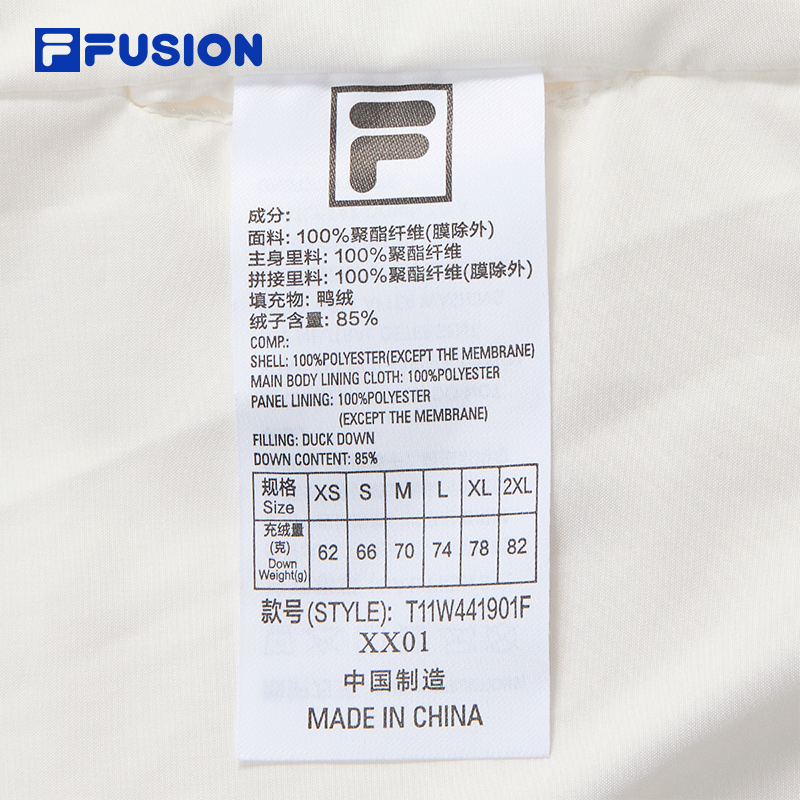 FUSION
成分:
面料: 100%聚酯纤维(膜除外)
主身里料: 100%聚酯纤维
拼接里料: 100%聚酯纤维(膜除外)
填充物: 鸭绒
绒子含量: 85%
COMP.:
SHELL: 100%POLYESTER(EXCEPT THE MEMBRANE)
MAIN BODY LINING CLOTH: 100%POLYESTER
PANEL LINING: 100%POLYESTER
(EXCEPT THE MEMBRANE)
FILLING: DUCK DOWN
DOWN CONTENT: 85%
规格 Size XS S M L XL 2XL
充绒量(克) Down Weight(g) 62 66 70 74 78 82
款号(STYLE): T11W441901F
XX01
中国制造
MADE IN CHINA